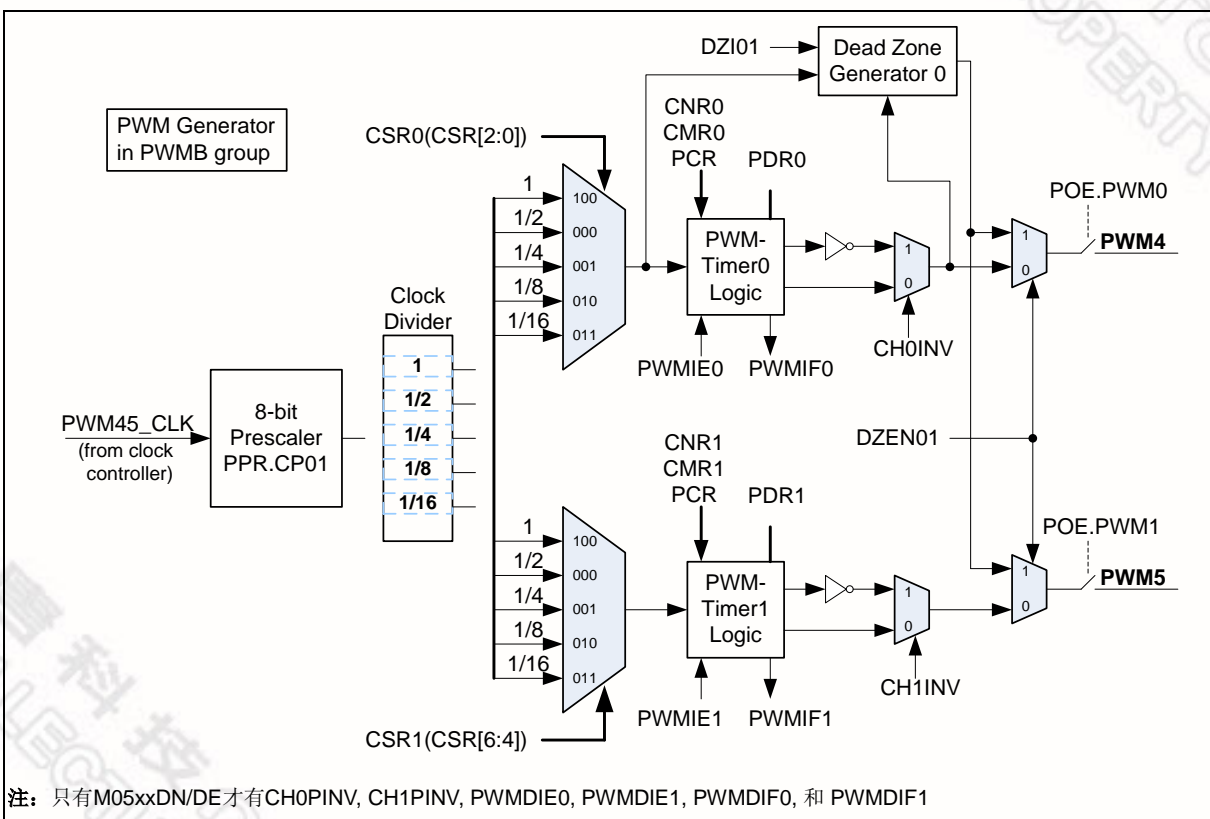 PWM Generator
in PWMB group
DZI01
Dead Zone
Generator 0
CSR0(CSR[2:0])
CNR0
CMR0
PCR
PDR0
1
1/2
1/4
1/8
1/16
100
000
001
010
011
PWM-
Timer0
Logic
1
0
1
0
POE.PWM0
PWM4
PWMIE0
PWMIF0
CH0INV
Clock
Divider
1
1/2
1/4
1/8
1/16
PWM45_CLK
(from clock
controller)
8-bit
Prescaler
PPR.CP01
DZEN01
CNR1
CMR1
PCR
PDR1
1
1/2
1/4
1/8
1/16
100
000
001
010
011
PWM-
Timer1
Logic
1
0
1
0
POE.PWM1
PWM5
PWMIE1
PWMIF1
CH1INV
CSR1(CSR[6:4])
注：只有M05xxDN/DE才有CH0PINV, CH1PINV, PWMDIE0, PWMDIE1, PWMDIF0, 和 PWMDIF1